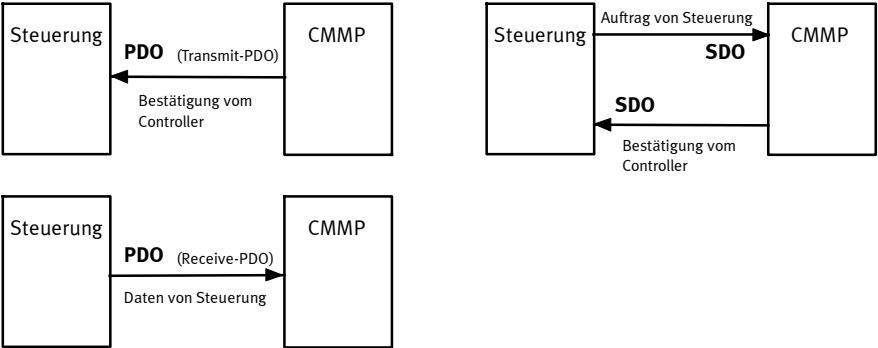 Steuerung
CMMP
PDO (Transmit-PDO)
Bestätigung vom
Controller
Steuerung
Auftrag von Steuerung
CMMP
SDO
SDO
Bestätigung vom
Controller
Steuerung
CMMP
PDO (Receive-PDO)
Daten von Steuerung